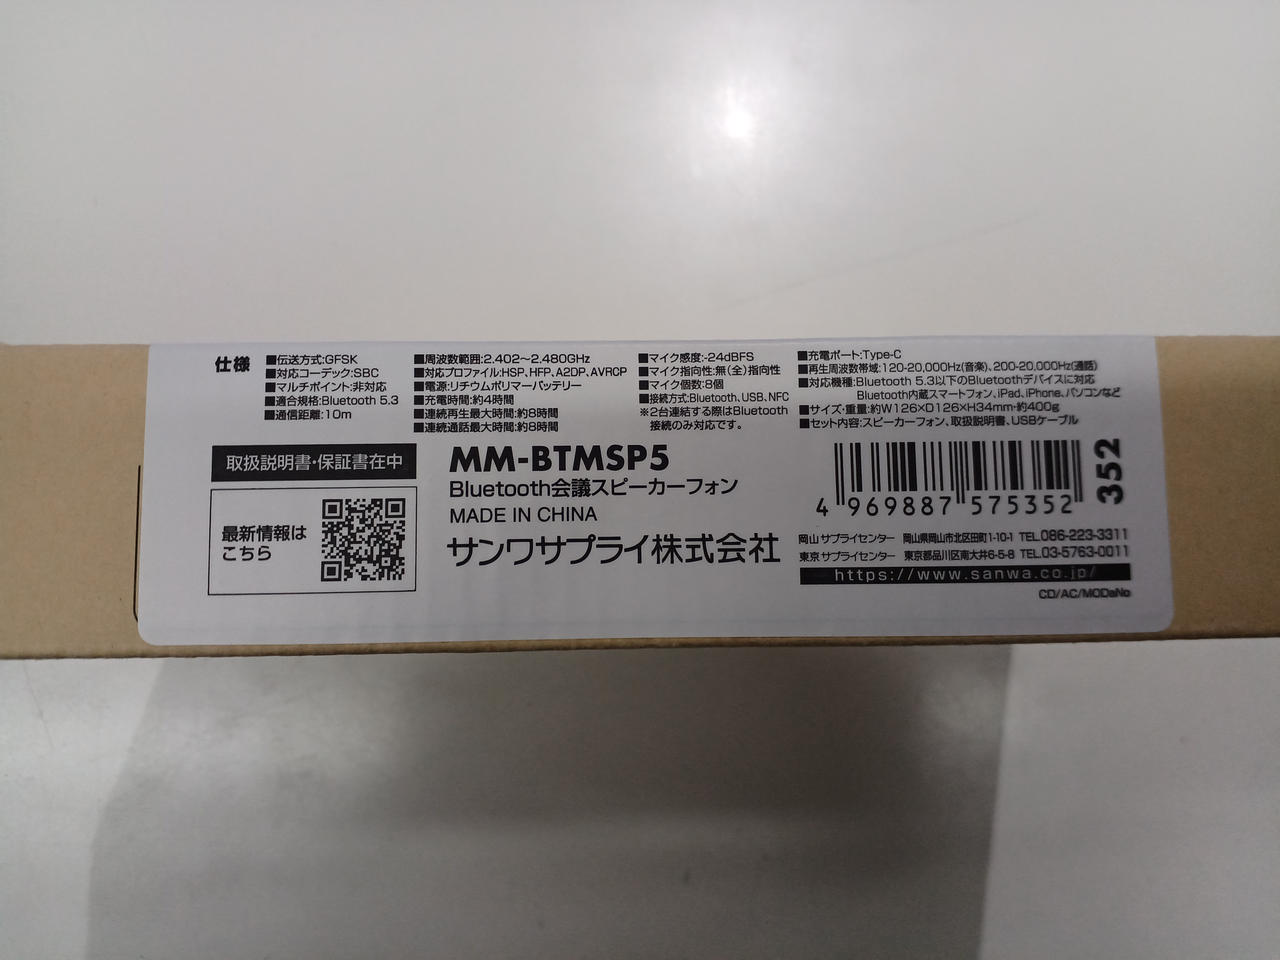 仕様
■伝送方式:GFSK
■対応コーデック:SBC
■マルチポイント:非対応
■適合規格:Bluetooth 5.3
■通信距離:10m
■周波数範囲:2.402～2.480GHz
■対応プロファイル:HSP、HFP、A2DP、AVRCP
■電源:リチウムポリマーバッテリー
■充電時間:約4時間
■連続再生最大時間:約8時間
■連続通話最大時間:約8時間
■マイク感度:-24dBFS
■マイク指向性:無(全)指向性
■マイク個数:8個
■接続方式:Bluetooth、USB、NFC
※2台連結する際はBluetooth
接続のみ対応です。
■充電ポート:Type-C
■再生周波数帯域:120-20,000Hz(音楽)、200-20,000Hz(通話)
■対応機種:Bluetooth 5.3以下のBluetoothデバイスに対応
Bluetooth内蔵スマートフォン、iPad、iPhone、パソコンなど
■サイズ・重量:約W126×D126×H34mm・約400g
■セット内容:スピーカーフォン、取扱説明書、USBケーブル
取扱説明書・保証書在中
最新情報は
こちら
MM-BTMSP5
Bluetooth会議スピーカーフォン
MADE IN CHINA
サンワサプライ株式会社
4 969887 575352
352
岡山サプライセンター 岡山県岡山市北区田町1-10-1 TEL.086-223-3311
東京サプライセンター 東京都品川区南大井6-5-8 TEL.03-5763-0011
https://www.sanwa.co.jp/
CD/AC/MODaNo